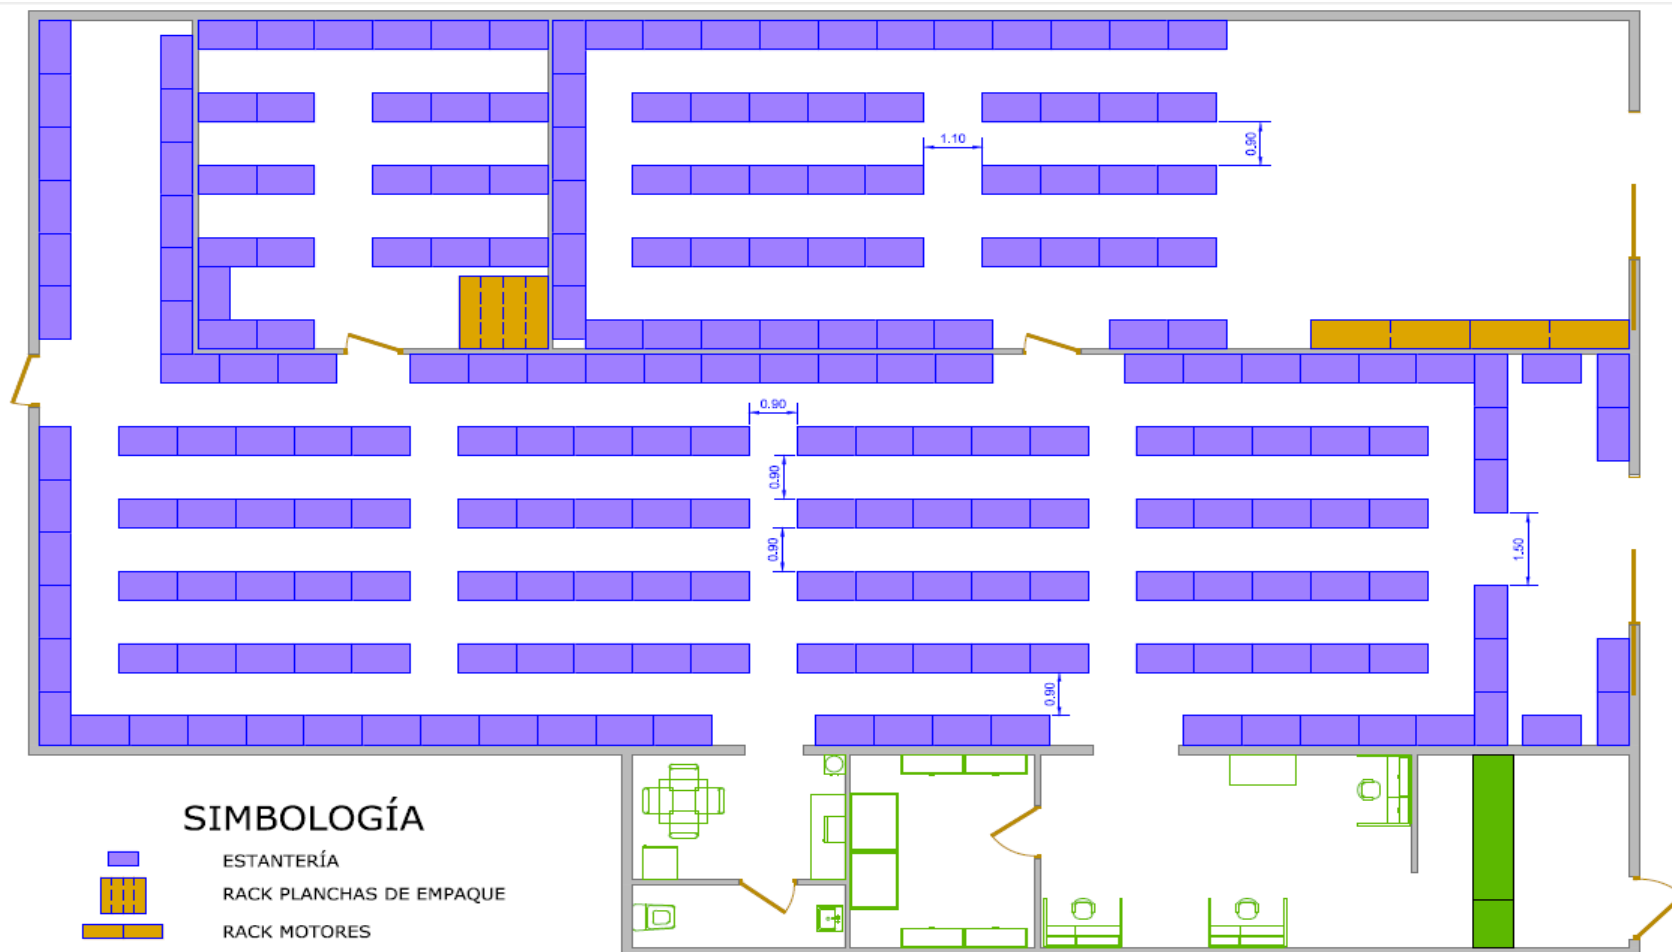 1.10
0.90
0.90
0.90
0.90
1.50
0.90
SIMBOLOGÍA
ESTANTERÍA
RACK PLANCHAS DE EMPAQUE
RACK MOTORES